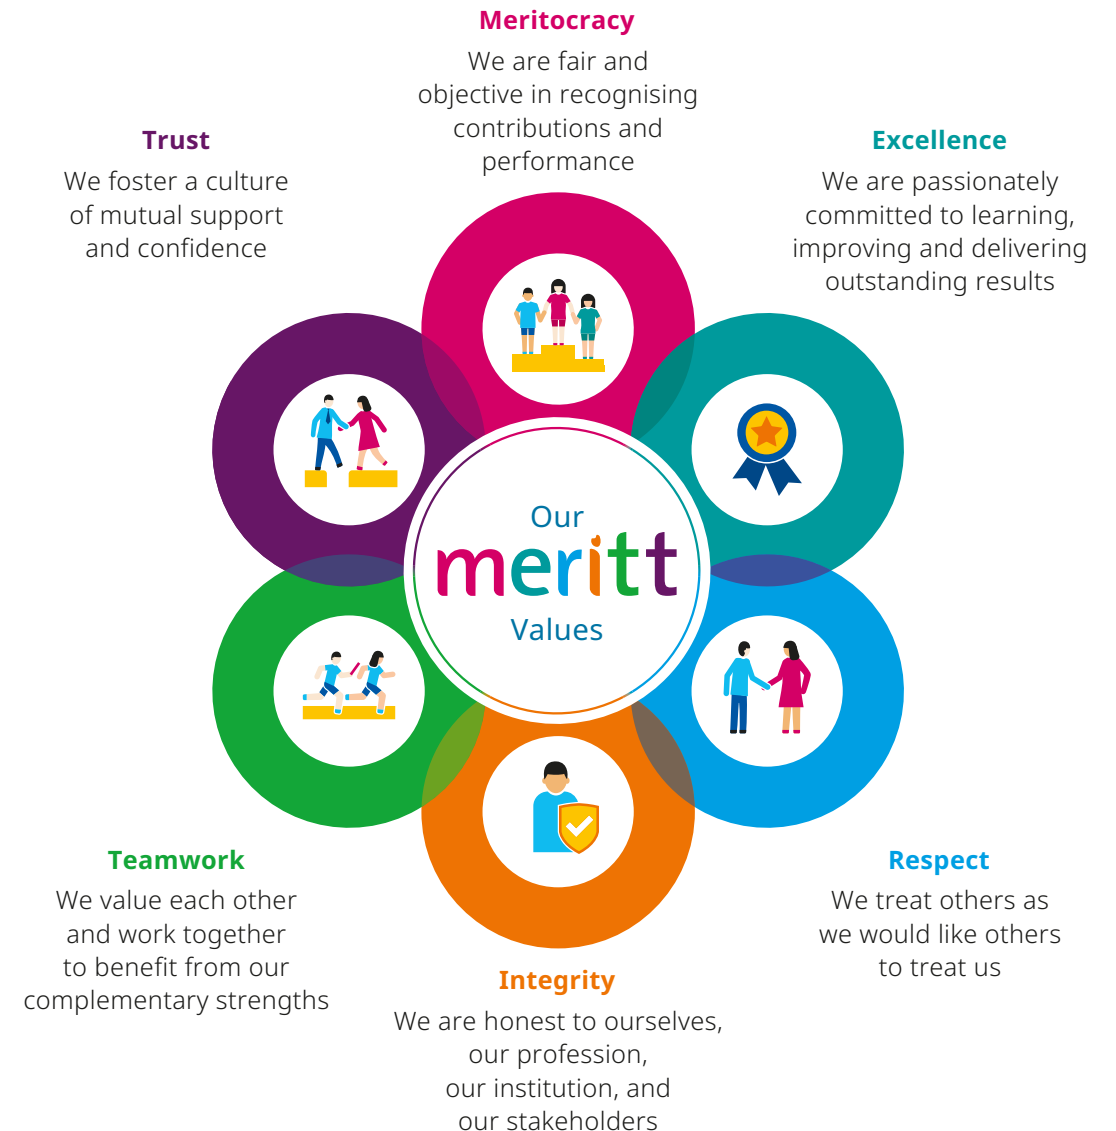 Meritocracy
We are fair and
objective in recognising
contributions and
performance
Trust
We foster a culture
of mutual support
and confidence
Excellence
We are passionately
committed to learning,
improving and delivering
outstanding results
Our
meritt
Values
Teamwork
We value each other
and work together
to benefit from our
complementary strengths
Respect
We treat others as
we would like others
to treat us
Integrity
We are honest to ourselves,
our profession,
our institution, and
our stakeholders